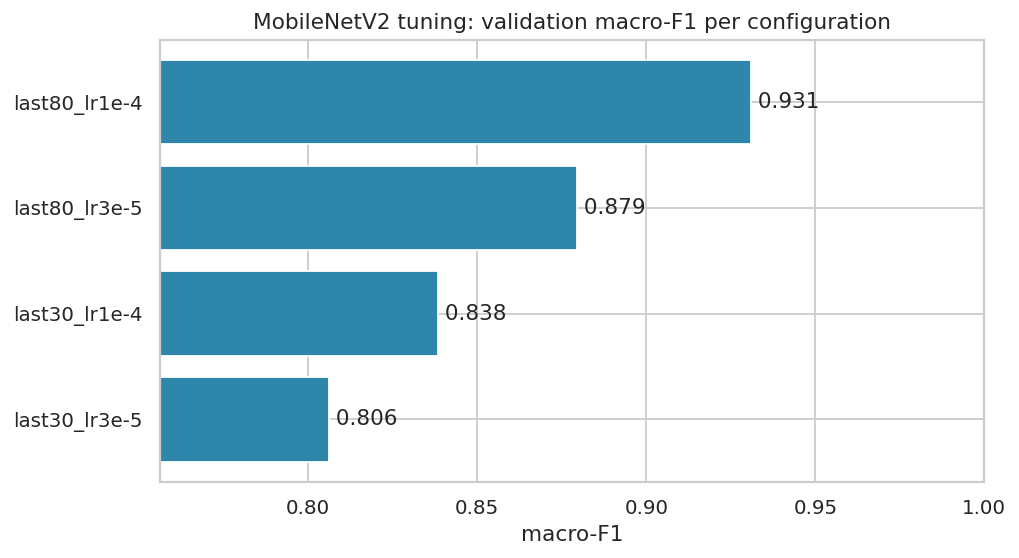 MobileNetV2 tuning: validation macro-F1 per configuration
last80_lr1e-4
0.931
last80_lr3e-5
0.879
last30_lr1e-4
0.838
last30_lr3e-5
0.806
0.80 0.85 0.90 0.95 1.00
macro-F1